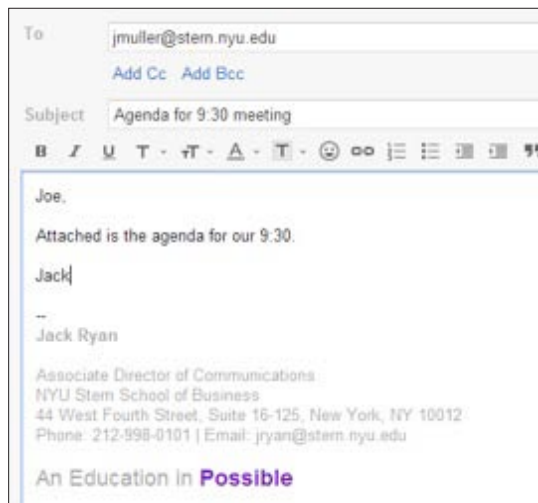 To jmuller@stern.nyu.edu
Add Cc Add Bcc
Subject Agenda for 9:30 meeting
B I U T - тT - A - T -
Joe,
Attached is the agenda for our 9:30.
Jack
--
Jack Ryan
Associate Director of Communications
NYU Stern School of Business
44 West Fourth Street, Suite 16-125, New York, NY 10012
Phone: 212-998-0101 | Email: jryan@stern.nyu.edu
An Education in Possible